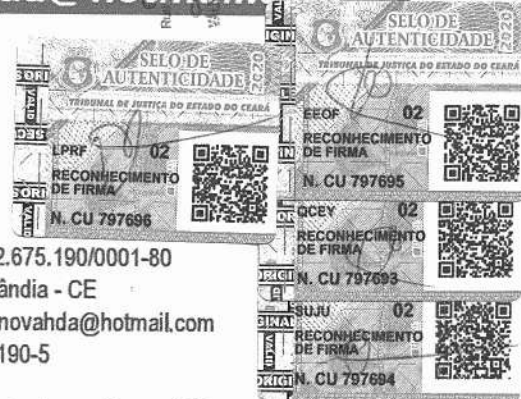 SELO DE
AUTENTICIDADE
2020
TRIBUNAL DE JUSTIÇA DO ESTADO DO CEARÁ
LPRF 02
RECONHECIMENTO
DE FIRMA
N. CU 797696
SELO DE
AUTENTICIDADE
2020
TRIBUNAL DE JUSTIÇA DO ESTADO DO CEARÁ
EEOF 02
RECONHECIMENTO
DE FIRMA
N. CU 797695
QCEY 02
RECONHECIMENTO
DE FIRMA
N. CU 797693
SUJU 02
RECONHECIMENTO
DE FIRMA
N. CU 797694
2.675.190/0001-80
ândia - CE
novahda@hotmail.com
190-5